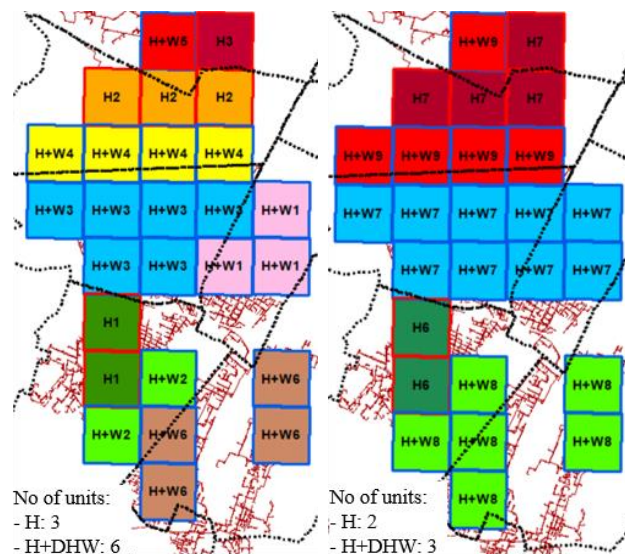 H+W5 H3
H2 H2 H2
H+W4 H+W4 H+W4 H+W4
H+W3 H+W3 H+W3 H+W3 H+W1
H+W3 H+W3 H+W1 H+W1
H1
H1 H+W2 H+W6
H+W2 H+W6 H+W6
H+W6
No of units:
- H: 3
- H+DHW: 6
H+W9 H7
H7 H7 H7
H+W9 H+W9 H+W9 H+W9
H+W7 H+W7 H+W7 H+W7 H+W7
H+W7 H+W7 H+W7 H+W7
H6
H6 H+W8 H+W8
H+W8 H+W8 H+W8
H+W8
No of units:
- H: 2
- H+DHW: 3